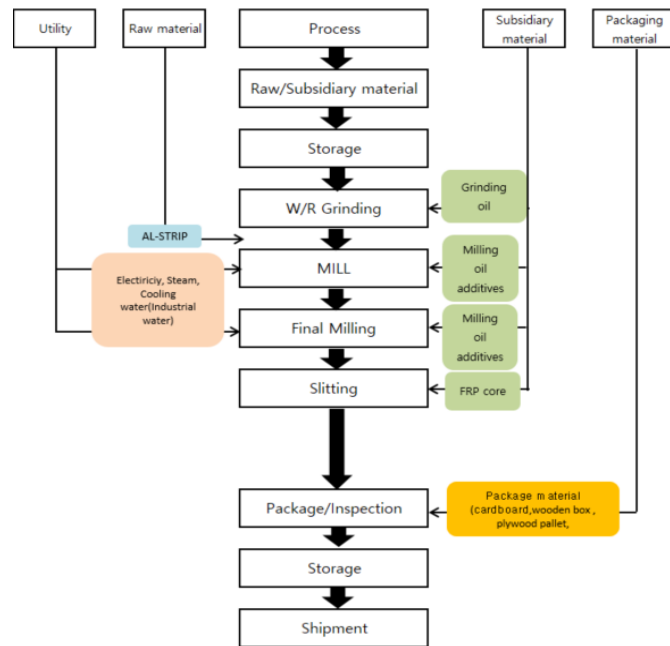 Utility
Raw material
Process
Subsidiary
material
Packaging
material
Raw/Subsidiary material
Storage
Grinding
oil
W/R Grinding
AL-STRIP
Electiriciy, Steam,
Cooling
water(Industrial
water)
MILL
Milling
oil
additives
Final Milling
Milling
oil
additives
Slitting
FRP core
Package/Inspection
Package material
(cardboard,wooden box ,
plywood pallet,
Storage
Shipment